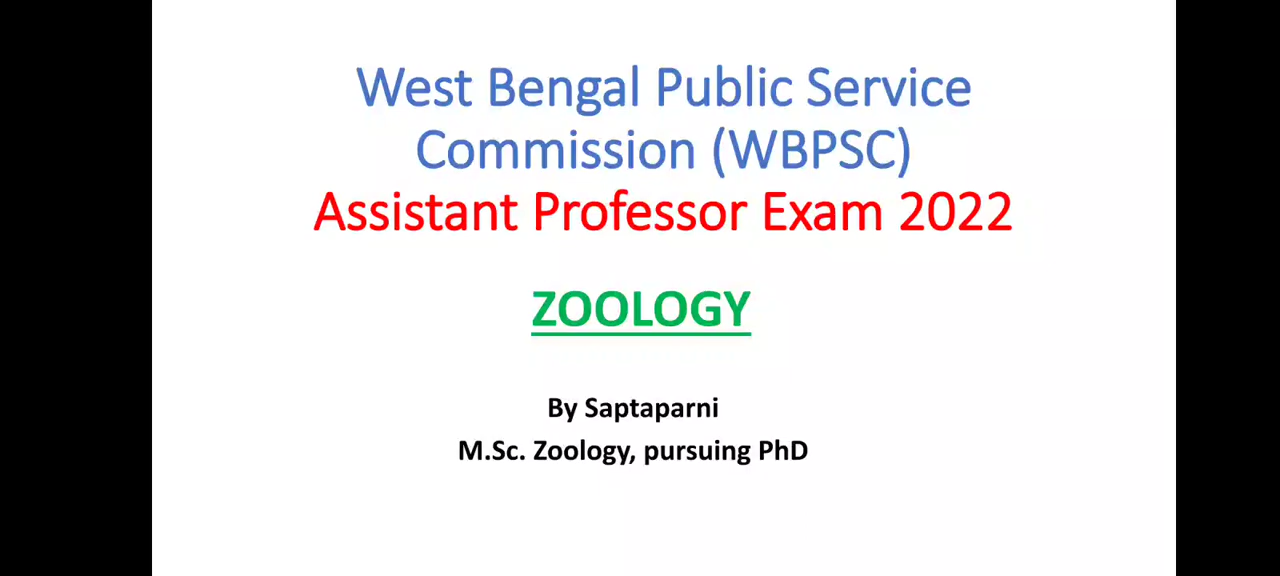 West Bengal Public Service
Commission (WBPSC)
Assistant Professor Exam 2022
ZOOLOGY
By Saptaparni
M.Sc. Zoology, pursuing PhD